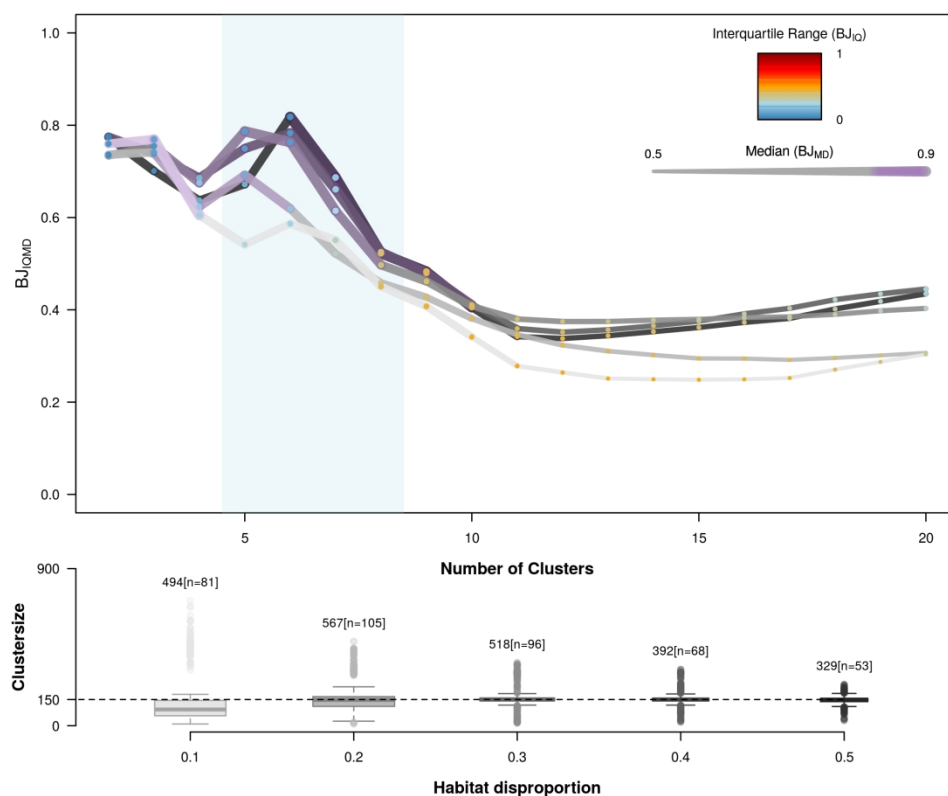 1.0
0.8
0.6
0.4
0.2
0.0
BJIQMD
Interquartile Range (BJIQ)
1
0
0.5
Median (BJMD)
0.9
5
10
15
20
Number of Clusters
900
150
0
Clustersize
494[n=81]
567[n=105]
518[n=96]
392[n=68]
329[n=53]
0.1
0.2
0.3
0.4
0.5
Habitat disproportion